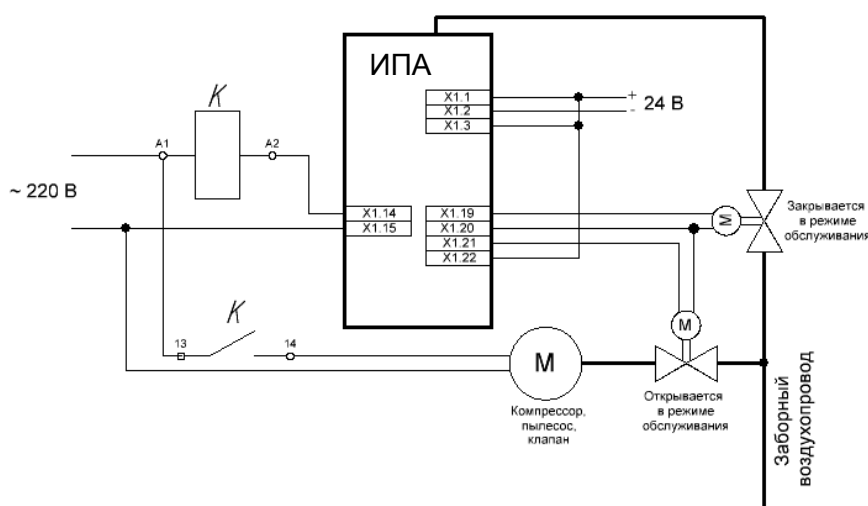 ИПА
X1.1
X1.2
X1.3
+
-
24 В
К
A1
A2
~ 220 В
X1.14
X1.15
X1.19
X1.20
X1.21
X1.22
М
Закрывается
в режиме
обслуживания
М
К
13
14
М
Компрессор,
пылесос,
клапан
Открывается
в режиме
обслуживания
Заборный
воздухопровод